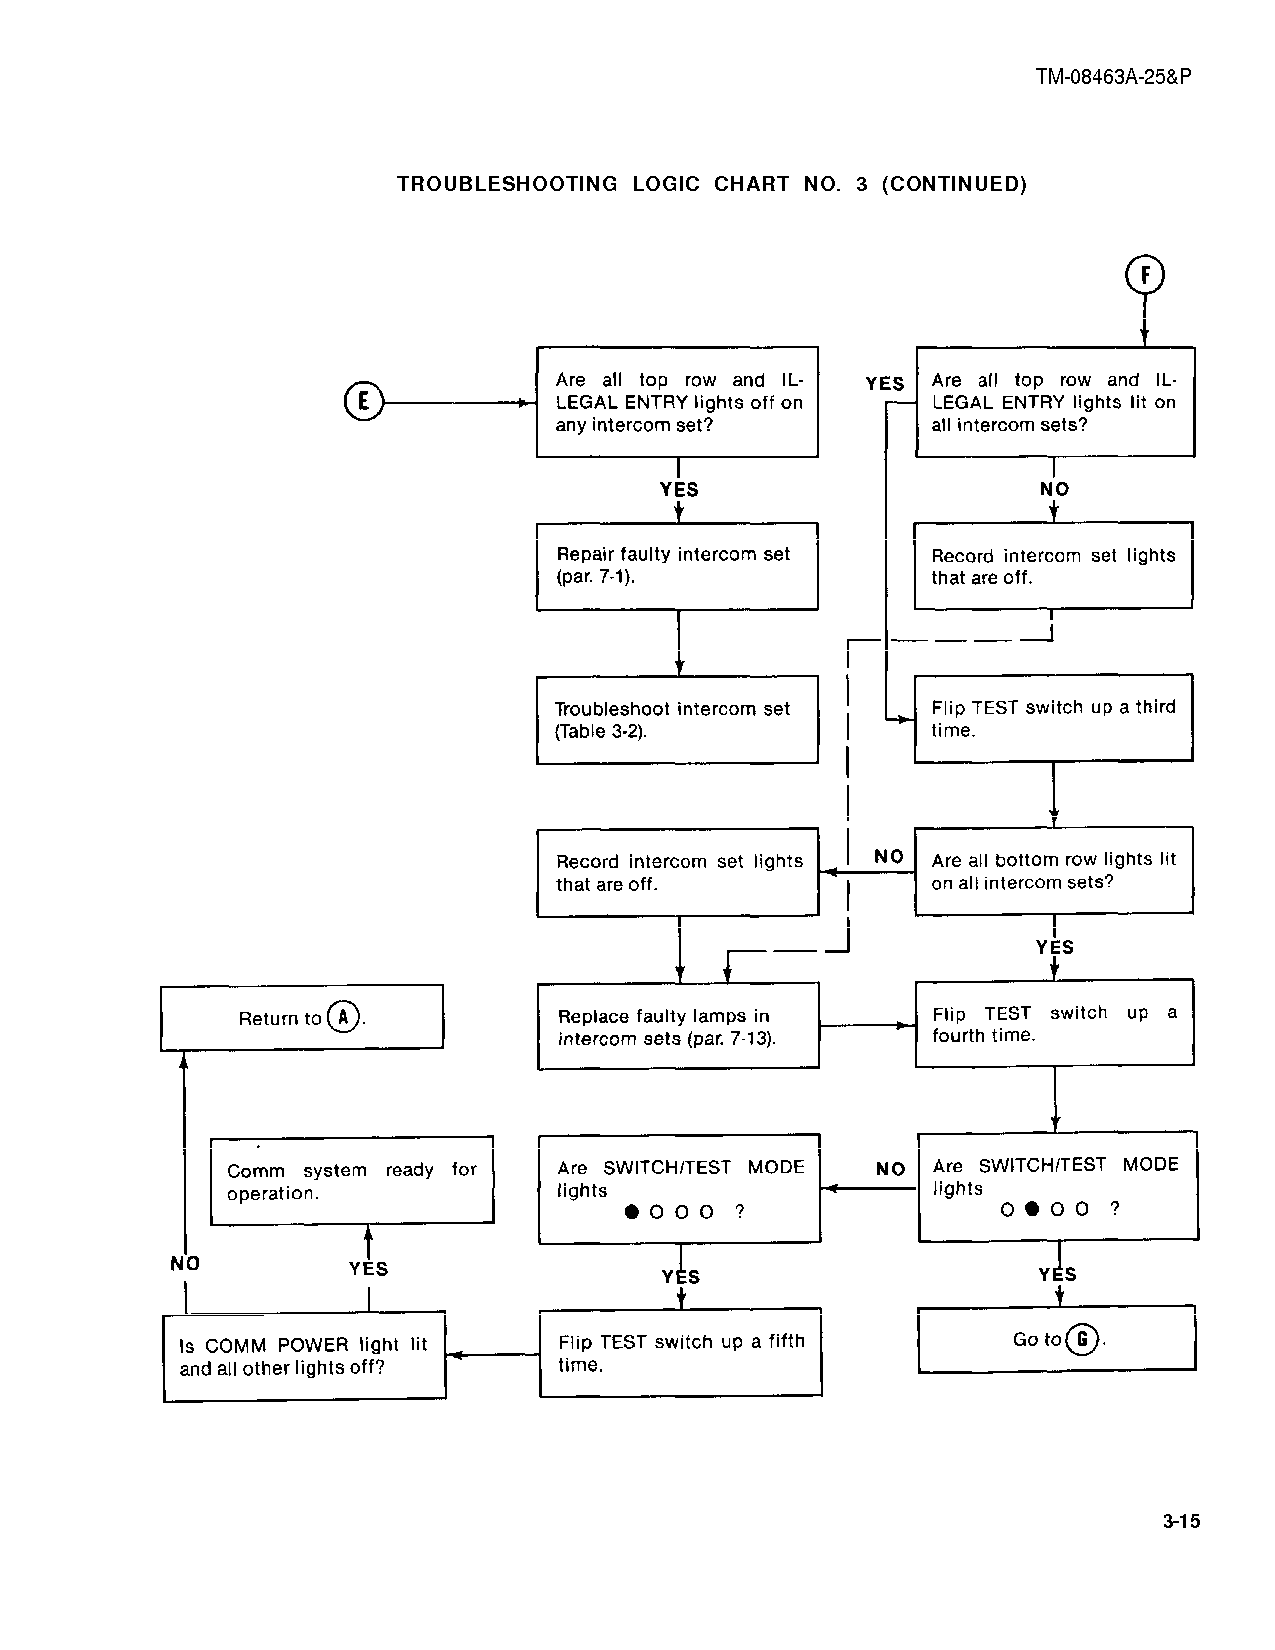 TM-08463A-25&P
TROUBLESHOOTING LOGIC CHART NO. 3 (CONTINUED)
F
E
Are all top row and IL-
LEGAL ENTRY lights off on
any intercom set?
YES
Repair faulty intercom set
(par. 7-1).
Troubleshoot intercom set
(Table 3-2).
YES
Are all top row and IL-
LEGAL ENTRY lights lit on
all intercom sets?
NO
Record intercom set lights
that are off.
Flip TEST switch up a third
time.
Are all bottom row lights lit
on all intercom sets?
NO
Record intercom set lights
that are off.
YES
Replace faulty lamps in
intercom sets (par. 7-13).
Flip TEST switch up a
fourth time.
Are SWITCH/TEST MODE
lights
O ● O O ?
NO
Are SWITCH/TEST MODE
lights
● O O O ?
YES
Go to G.
YES
Flip TEST switch up a fifth
time.
Is COMM POWER light lit
and all other lights off?
YES
Comm system ready for
operation.
NO
Return to A.
3-15